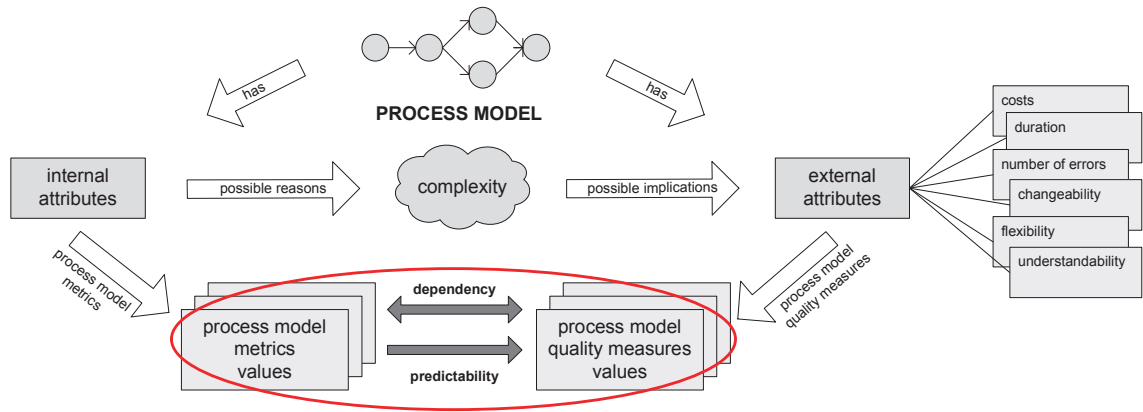 has
has
PROCESS MODEL
costs
duration
number of errors
changeability
flexibility
understandability
internal
attributes
possible reasons
complexity
possible implications
external
attributes
process model
metrics
process model
quality measures
dependency
predictability
process model
metrics
values
process model
quality measures
values